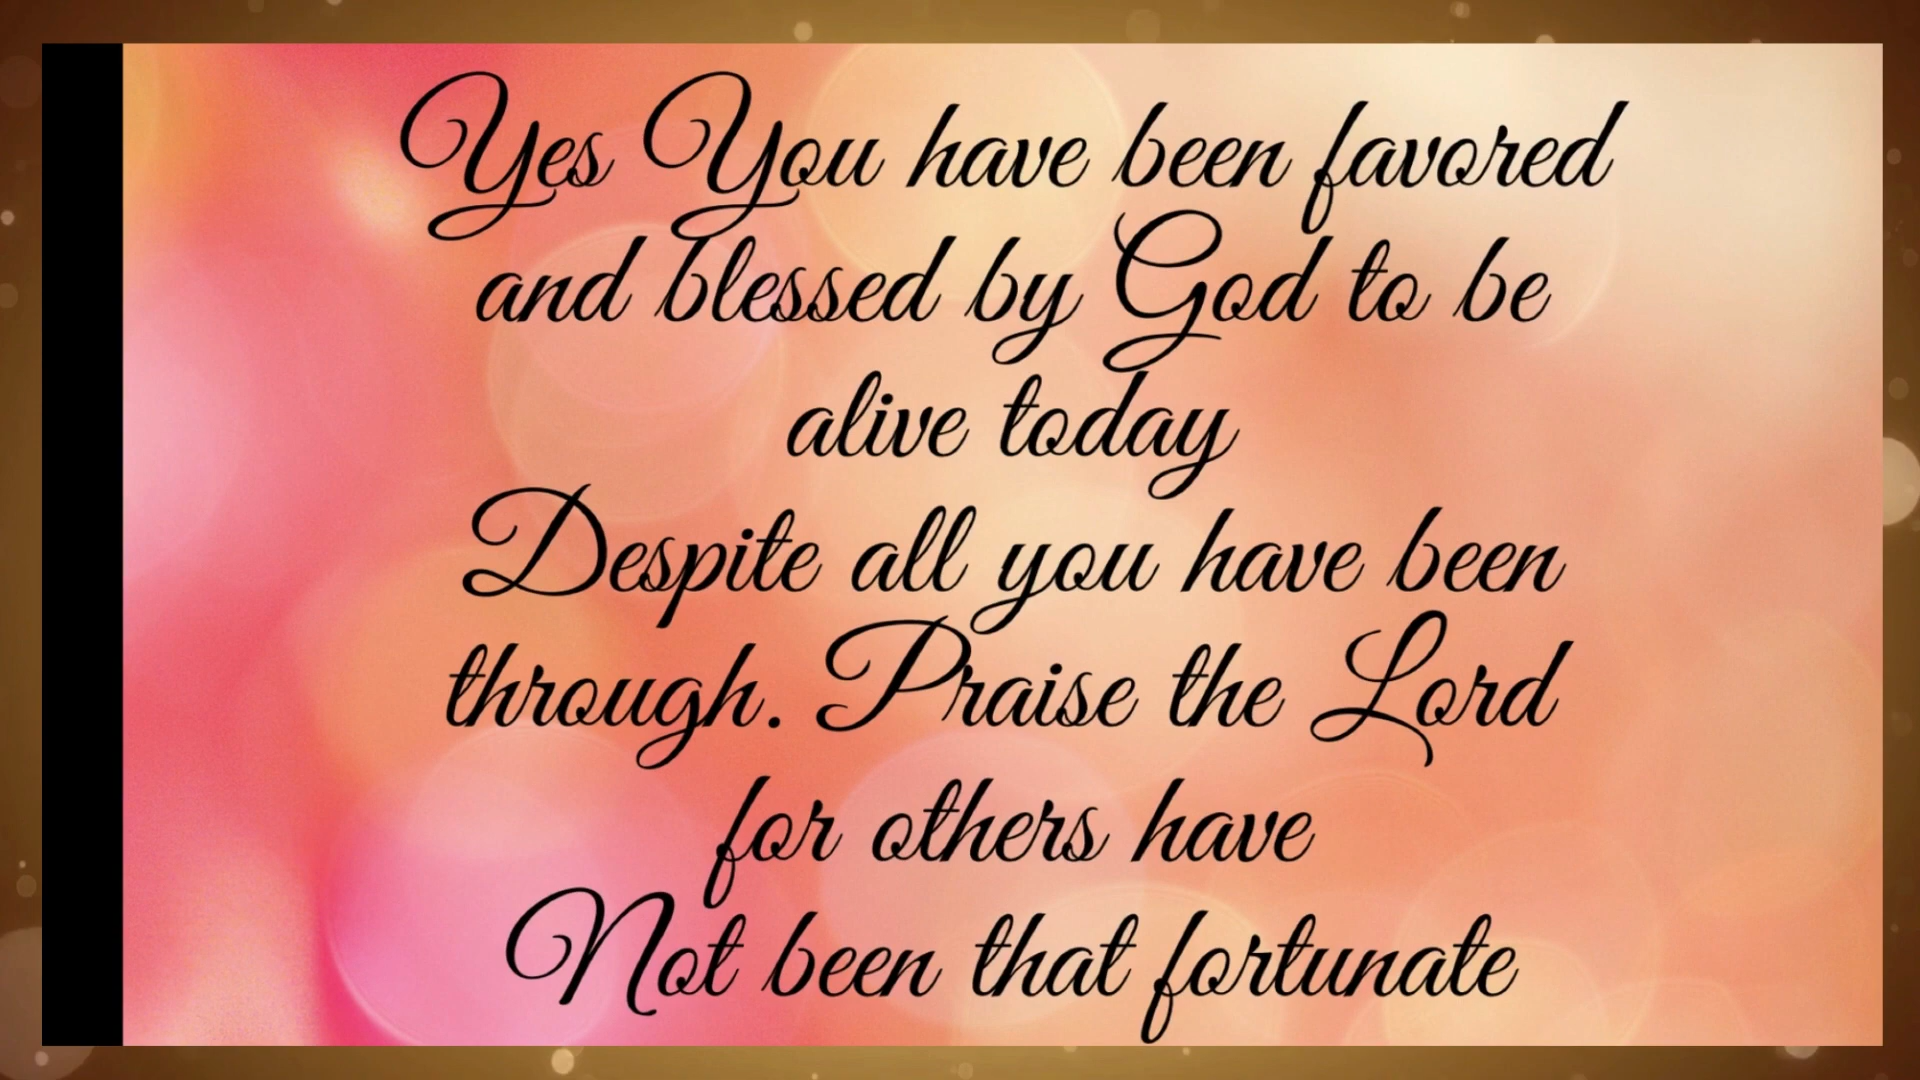 Yes You have been favored
and blessed by God to be
alive today
Despite all you have been
through. Praise the Lord
for others have
Not been that fortunate